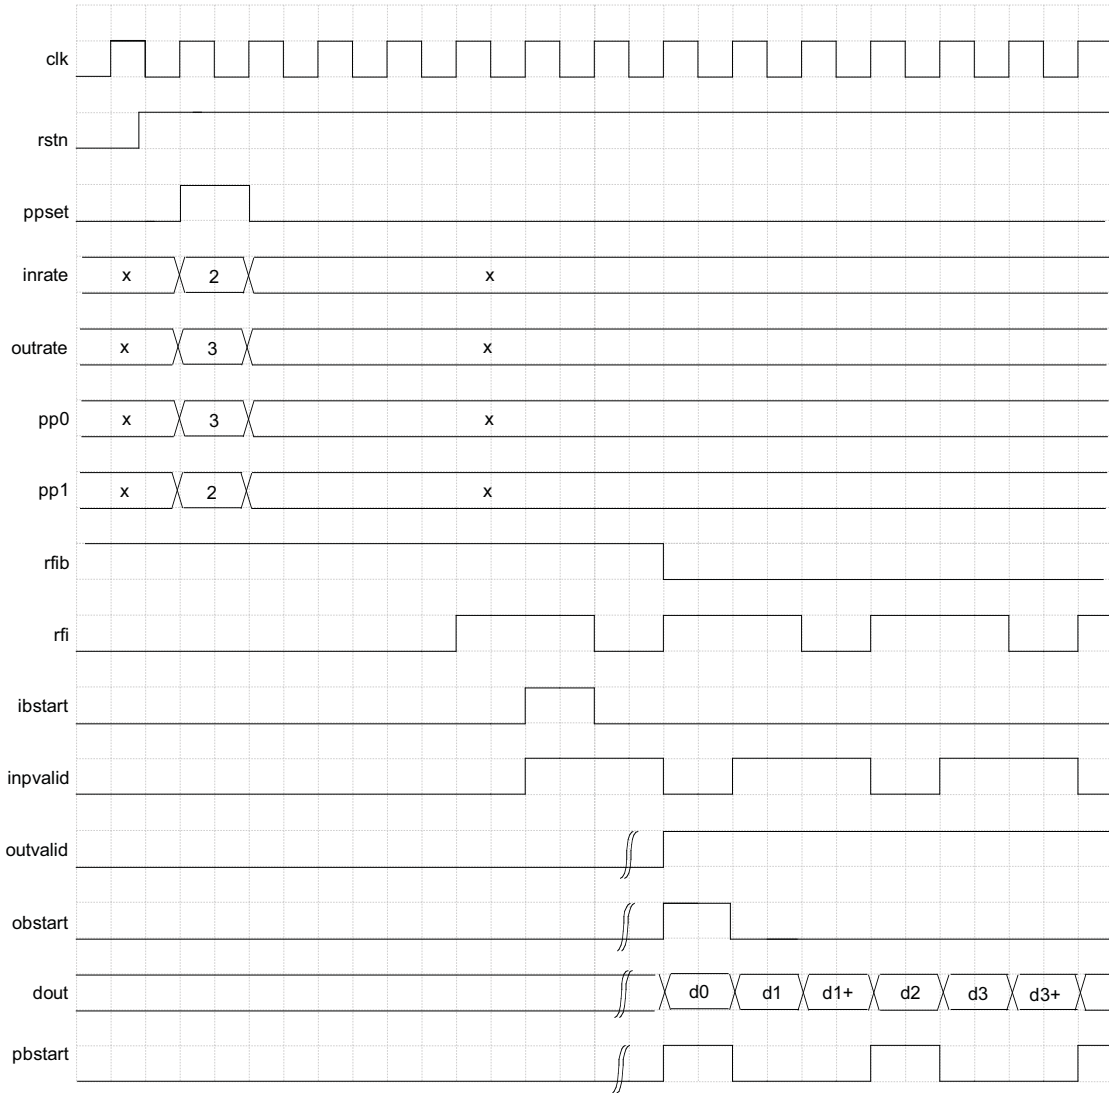 clk
rstn
ppset
inrate x 2 x
outrate x 3 x
pp0 x 3 x
pp1 x 2 x
rfib
rfi
ibstart
inpvalid
outvalid
obstart
dout d0 d1 d1+ d2 d3 d3+
pbstart